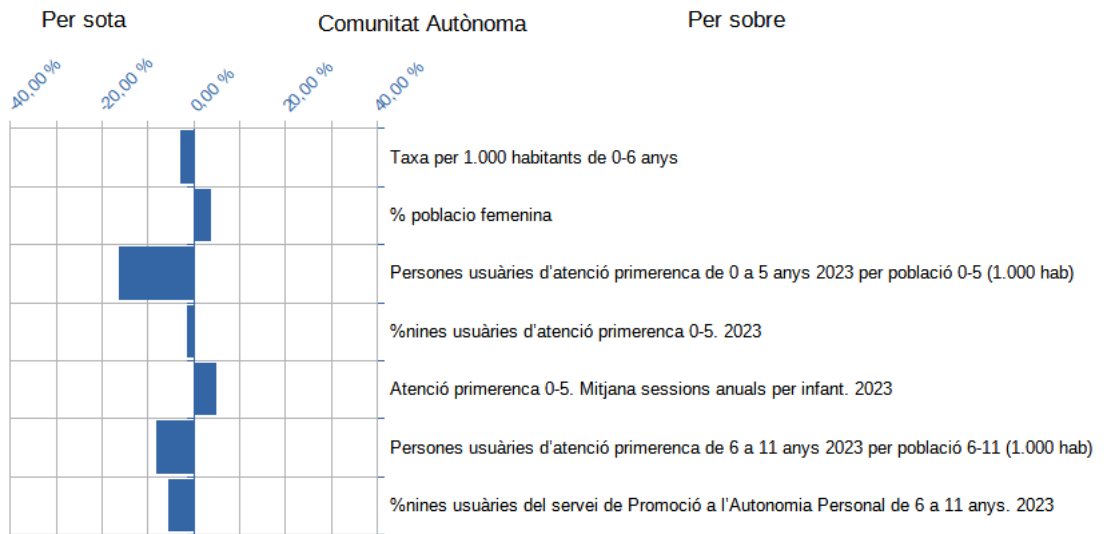 Per sota
Comunitat Autònoma
Per sobre
-40,00 %
-20,00 %
0,00 %
20,00 %
40,00 %
Taxa per 1.000 habitants de 0-6 anys
% poblacio femenina
Persones usuàries d’atenció primerenca de 0 a 5 anys 2023 per població 0-5 (1.000 hab)
%nines usuàries d’atenció primerenca 0-5. 2023
Atenció primerenca 0-5. Mitjana sessions anuals per infant. 2023
Persones usuàries d’atenció primerenca de 6 a 11 anys 2023 per població 6-11 (1.000 hab)
%nines usuàries del servei de Promoció a l’Autonomia Personal de 6 a 11 anys. 2023